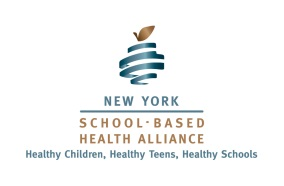 NEW YORK
SCHOOL·BASED
HEALTH ALLIANCE
Healthy Children, Healthy Teens, Healthy Schools